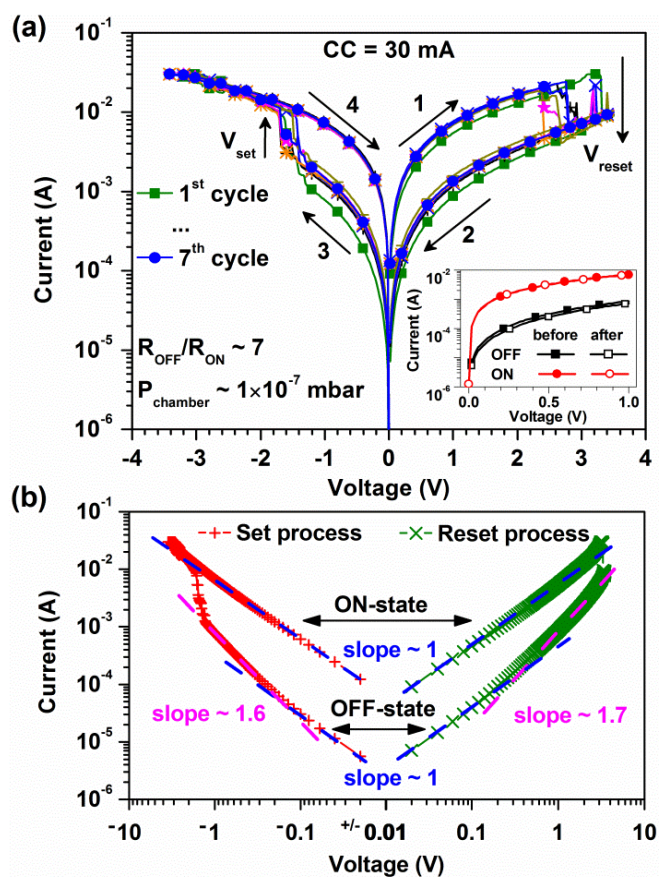 (a)
CC = 30 mA
4
1
V_set
V_reset
1st cycle
...
7th cycle
3
2
R_OFF/R_ON ~ 7
P_chamber ~ 1×10^-7 mbar
Current (A)
10^-1
10^-2
10^-3
10^-4
10^-5
10^-6
-4 -3 -2 -1 0 1 2 3 4
Voltage (V)
Current (A)
10^-2
10^-4
10^-6
before after
OFF
ON
0.0 0.5 1.0
Voltage (V)
(b)
Set process Reset process
ON-state
slope ~ 1
OFF-state
slope ~ 1.6
slope ~ 1.7
slope ~ 1
Current (A)
10^-1
10^-2
10^-3
10^-4
10^-5
10^-6
-10 -1 -0.1 +/- 0.01 0.1 1 10
Voltage (V)